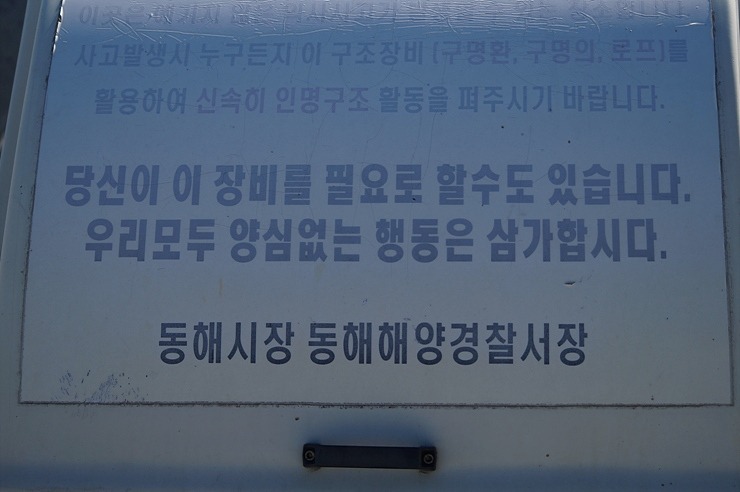 이곳은
사고발생시 누구든지 이 구조장비 (구명환, 구명의, 로프)를
활용하여 신속히 인명구조 활동을 펴주시기 바랍니다.
당신이 이 장비를 필요로 할수도 있습니다.
우리모두 양심없는 행동은 삼가합시다.
동해시장 동해해양경찰서장